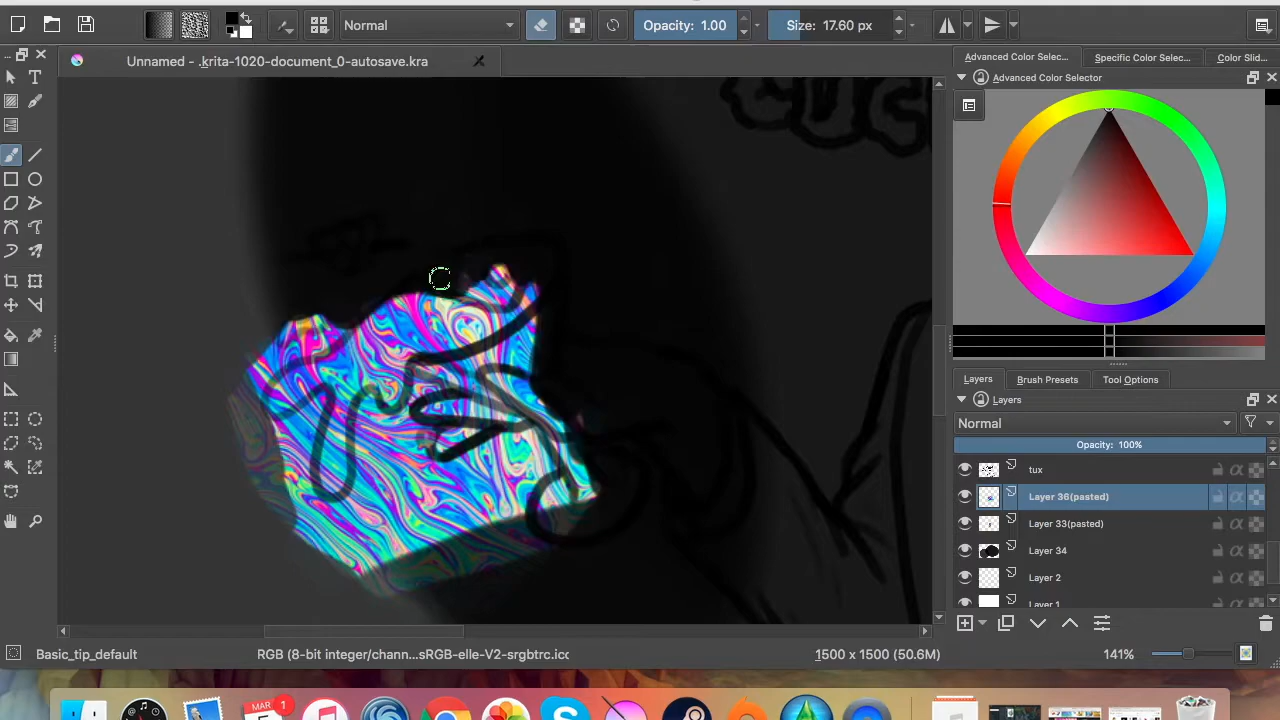 Normal
Opacity: 1.00
Size: 17.60 px
Unnamed - .krita-1020-document_0-autosave.kra
Advanced Color Selec...
Specific Color Selec...
Color Slid...
Advanced Color Selector
Layers
Brush Presets
Tool Options
Layers
Normal
Opacity: 100%
tux
Layer 36(pasted)
Layer 33(pasted)
Layer 34
Layer 2
Layer 1
Basic_tip_default
RGB (8-bit integer/chann...sRGB-elle-V2-srgbtrc.icc
1500 x 1500 (50.6M)
141%
MAR
1